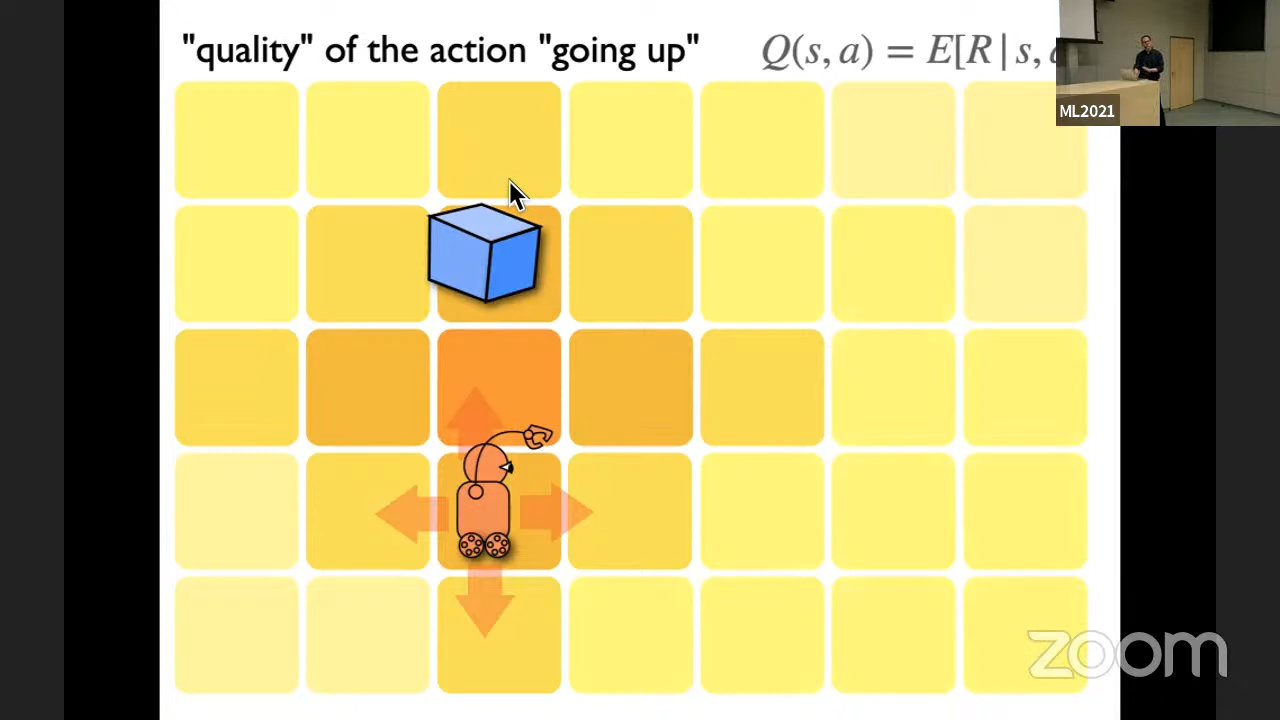 "quality" of the action "going up"
Q(s, a) = E[R | s,
ML2021
zoom